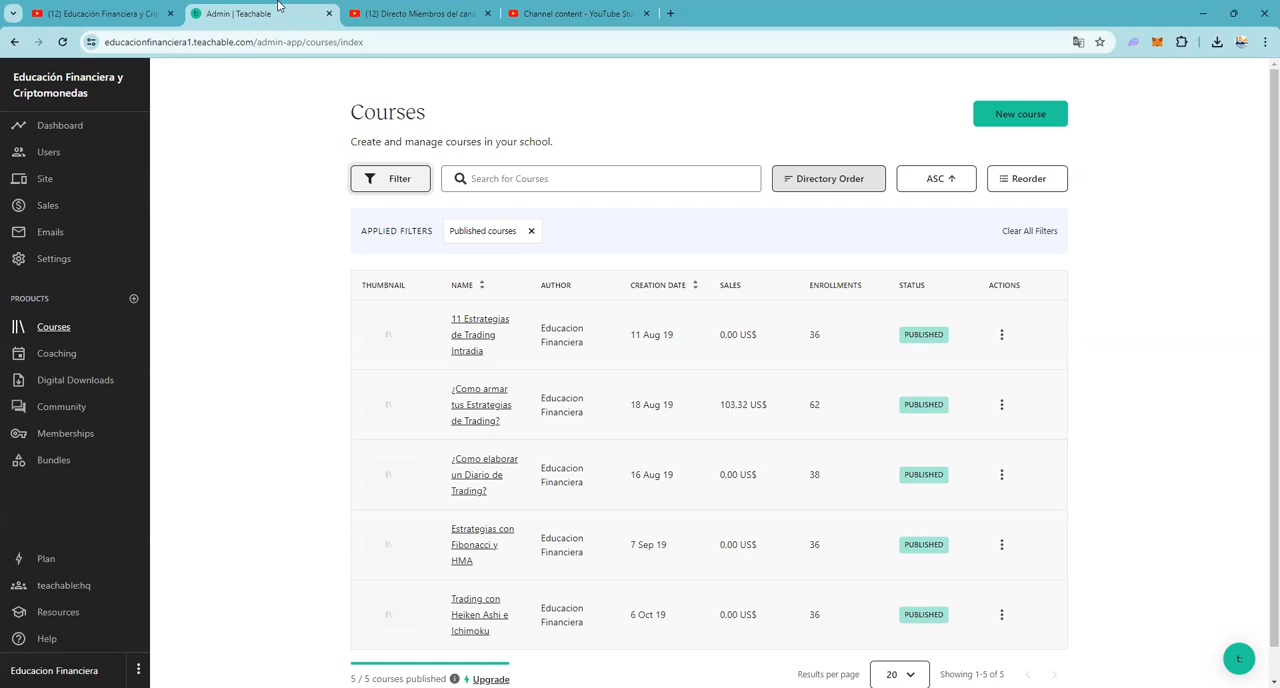 (12) Educación Financiera y Crip
Admin | Teachable
(12) Directo Miembros del cana
Channel content - YouTube Stu
educacionfinanciera1.teachable.com/admin-app/courses/index
Educación Financiera y
Criptomonedas
Dashboard
Users
Site
Sales
Emails
Settings
PRODUCTS
Courses
Coaching
Digital Downloads
Community
Memberships
Bundles
Plan
teachable:hq
Resources
Help
Educacion Financiera
Courses
New course
Create and manage courses in your school.
Filter
Search for Courses
Directory Order
ASC
Reorder
APPLIED FILTERS
Published courses
Clear All Filters
THUMBNAIL NAME AUTHOR CREATION DATE SALES ENROLLMENTS STATUS ACTIONS
11 Estrategias
de Trading
Intradia
Educacion
Financiera
11 Aug 19
0,00 US$
36
PUBLISHED
¿Como armar
tus Estrategias
de Trading?
Educacion
Financiera
18 Aug 19
103,32 US$
62
PUBLISHED
¿Como elaborar
un Diario de
Trading?
Educacion
Financiera
16 Aug 19
0,00 US$
38
PUBLISHED
Estrategias con
Fibonacci y
HMA
Educacion
Financiera
7 Sep 19
0,00 US$
36
PUBLISHED
Trading con
Heiken Ashi e
Ichimoku
Educacion
Financiera
6 Oct 19
0,00 US$
36
PUBLISHED
5 / 5 courses published
Upgrade
Results per page
20
Showing 1-5 of 5
t: